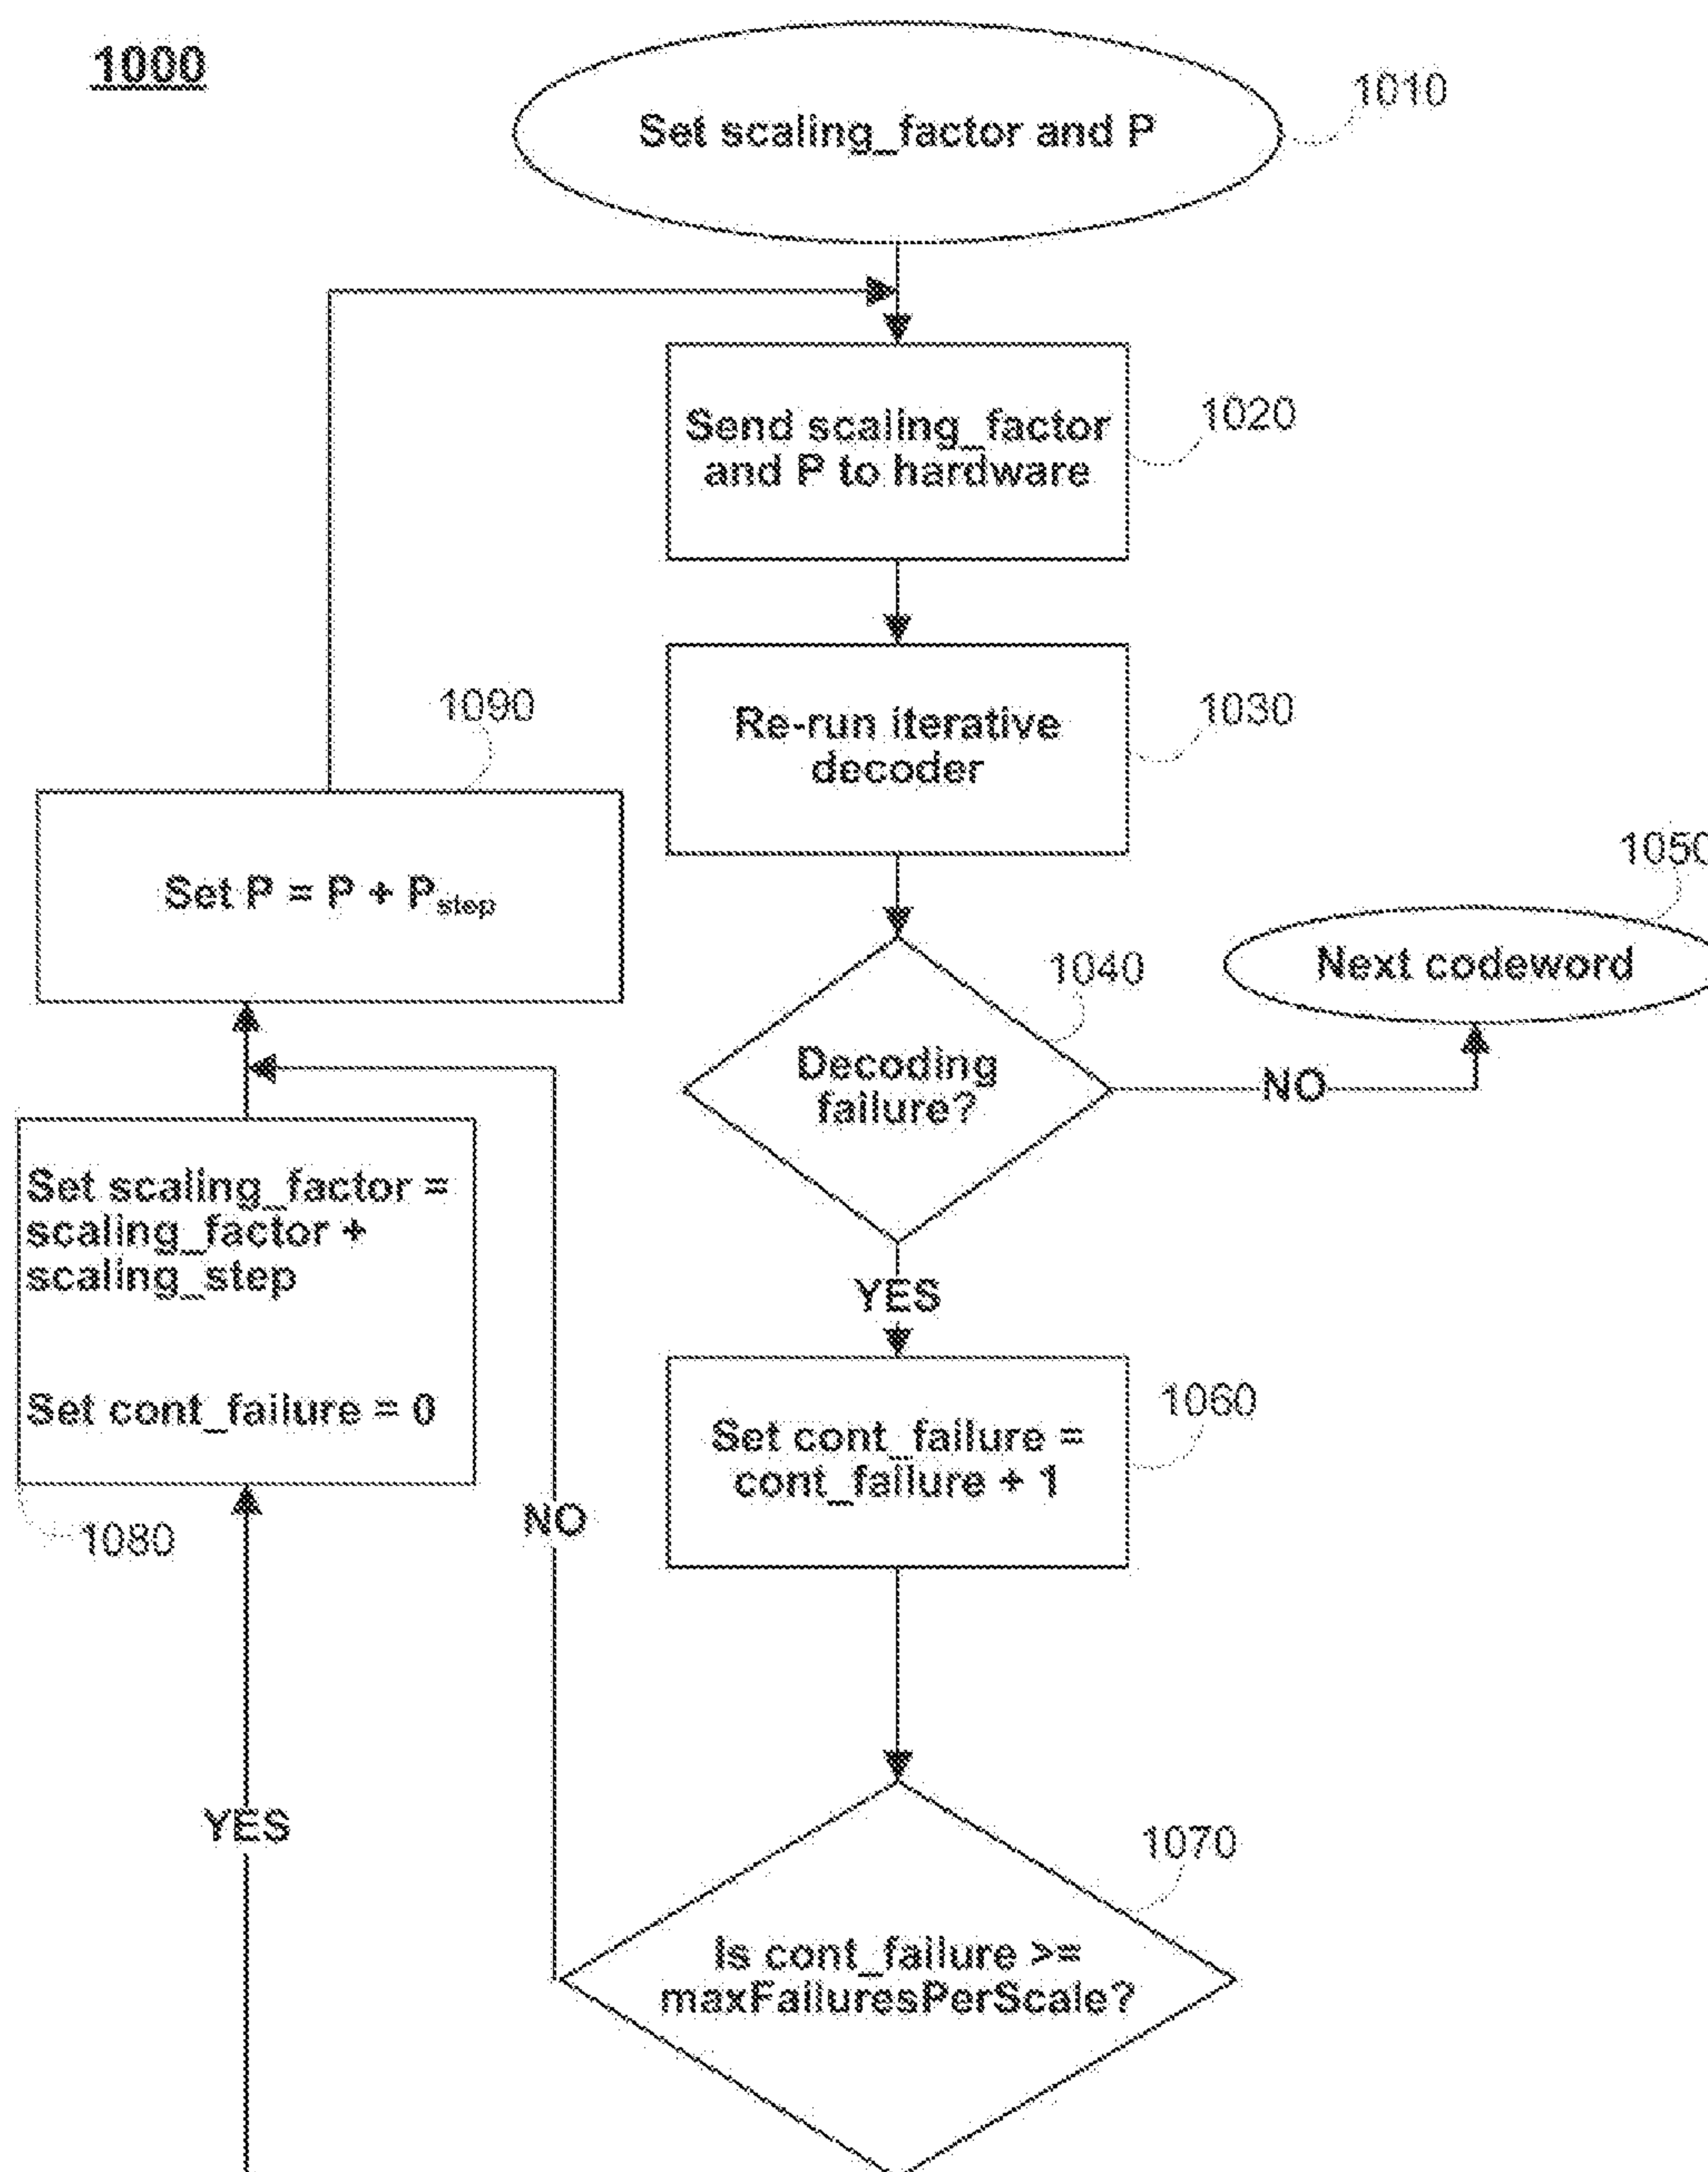 1000
Set scaling_factor and P
1010
Send scaling_factor
and P to hardware
1020
Re-run iterative
decoder
1030
1090
Set P = P + Pstep
1050
Next codeword
1040
Decoding
failure?
NO
YES
Set scaling_factor =
scaling_factor +
scaling_step
Set cont_failure = 0
1080
Set cont_failure =
cont_failure + 1
1060
NO
YES
1070
Is cont_failure >=
maxFailuresPerScale?